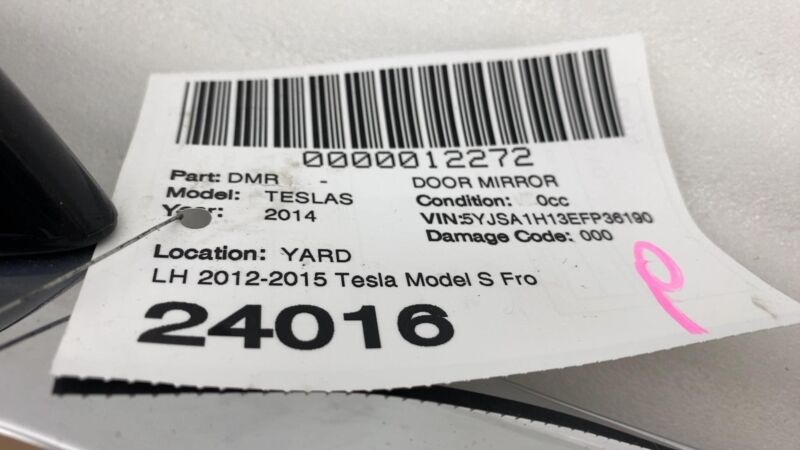 0000012272
Part: DMR - DOOR MIRROR
Model: TESLAS Condition: 0cc
Year: 2014 VIN:5YJSA1H13EFP36190
Damage Code: 000
Location: YARD
LH 2012-2015 Tesla Model S Fro
24016